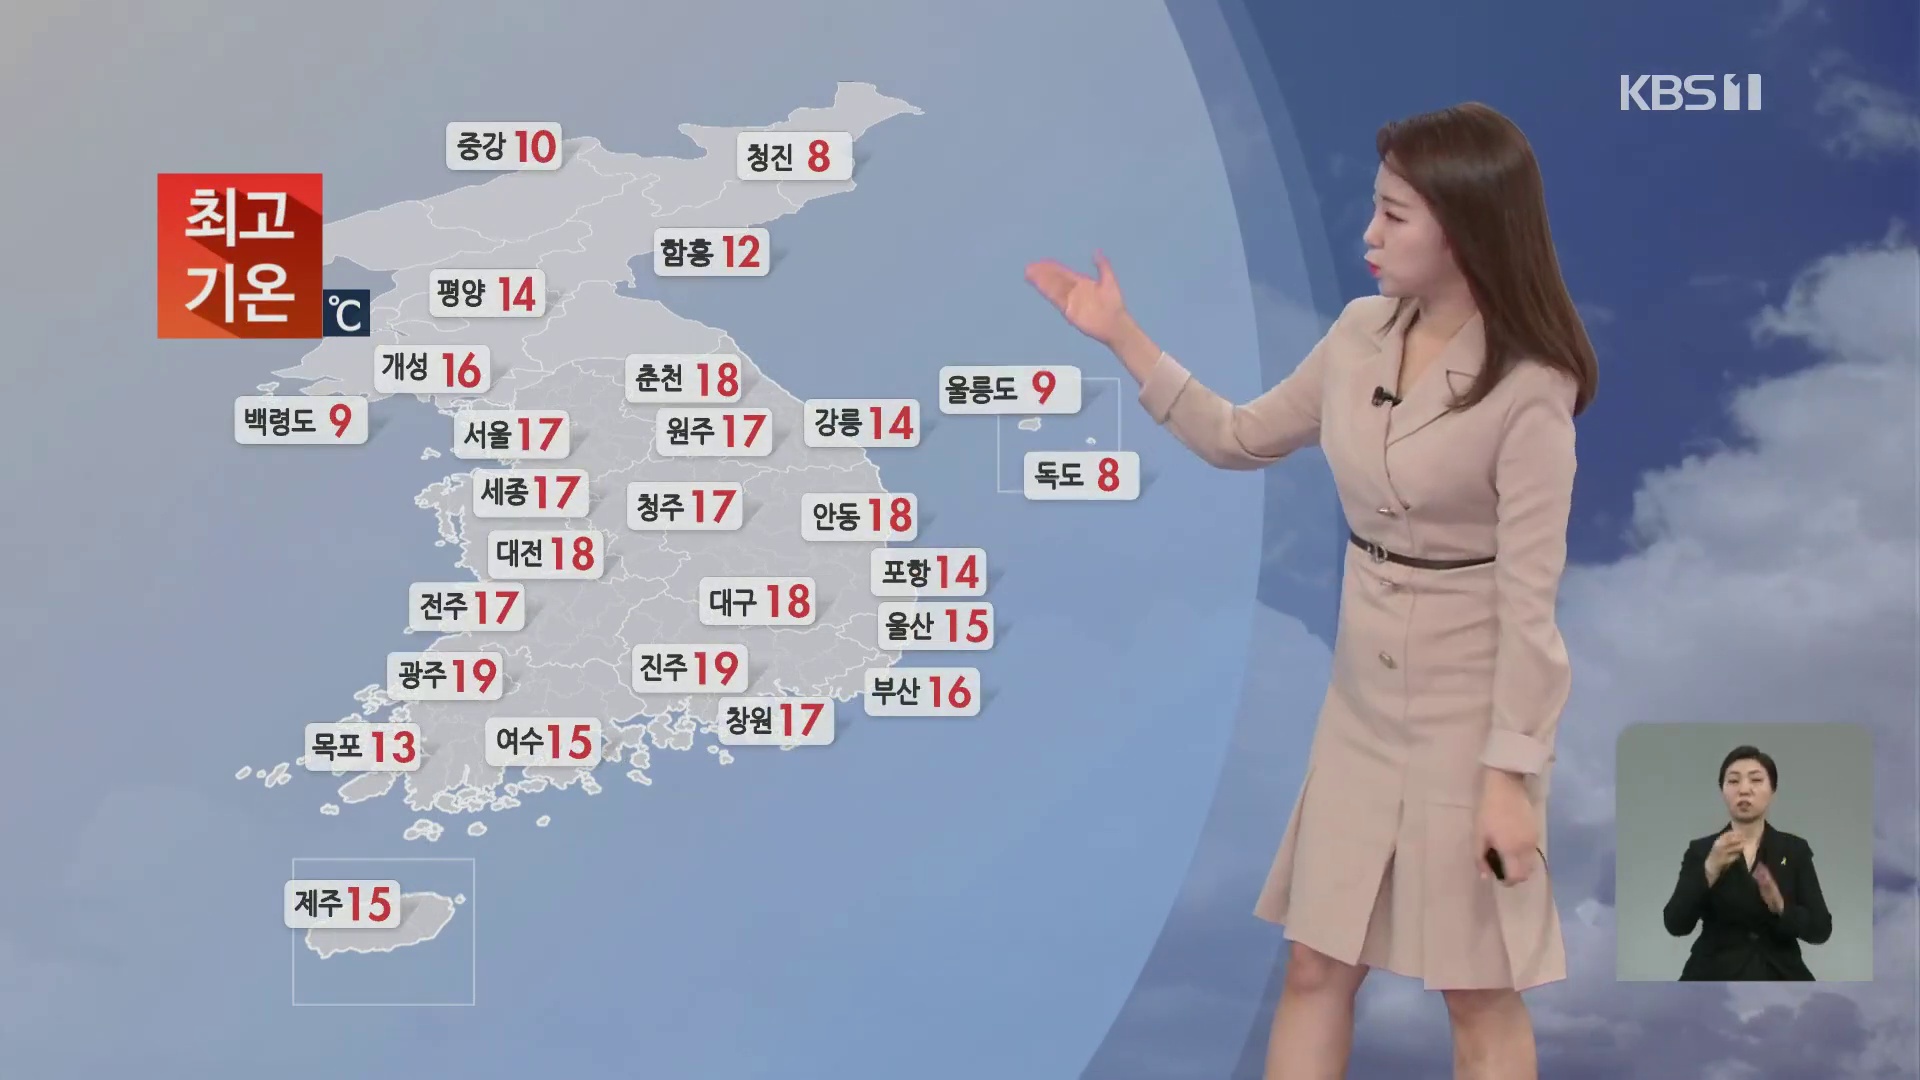 KBS 1
최고
기온
℃
중강 10
청진 8
함흥 12
평양 14
개성 16
춘천 18
백령도 9
서울 17
원주 17
강릉 14
울릉도 9
독도 8
세종 17
청주 17
안동 18
대전 18
포항 14
전주 17
대구 18
울산 15
광주 19
진주 19
부산 16
창원 17
목포 13
여수 15
제주 15